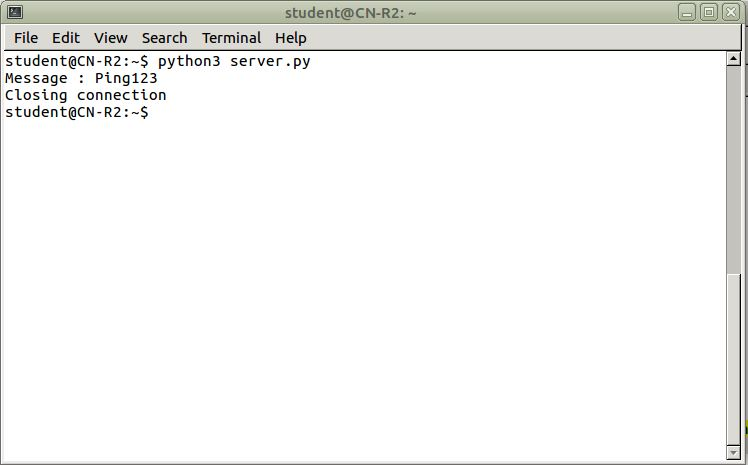 student@CN-R2: ~
File Edit View Search Terminal Help
student@CN-R2:~$ python3 server.py
Message : Ping123
Closing connection
student@CN-R2:~$